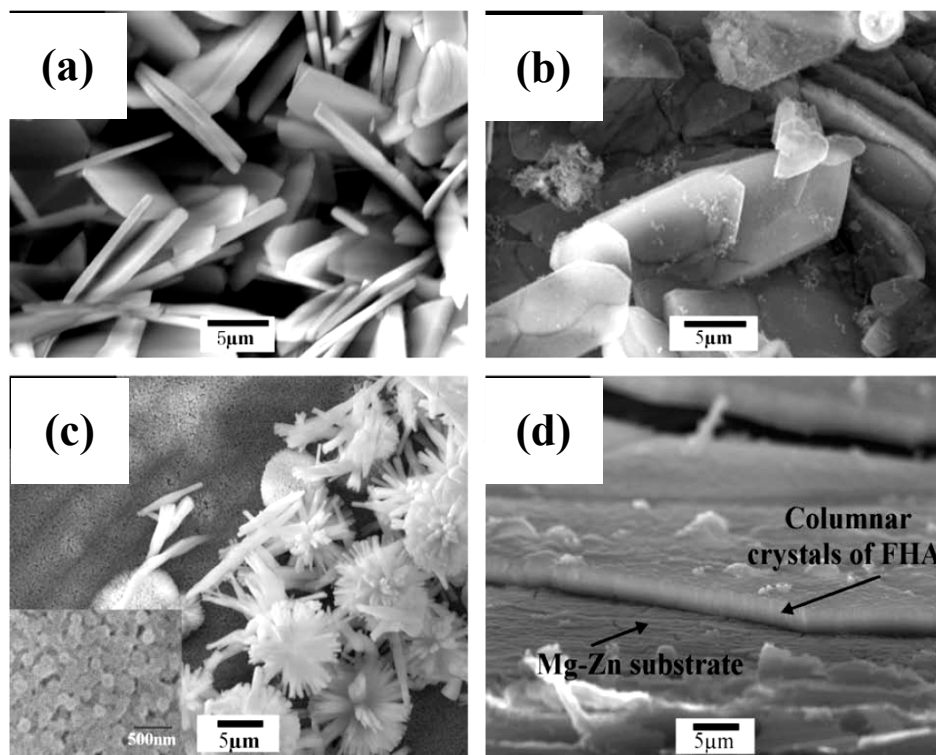 (a)
5μm
(b)
5μm
(c)
500nm
5μm
(d)
Columnar
crystals of FHA
Mg-Zn substrate
5μm